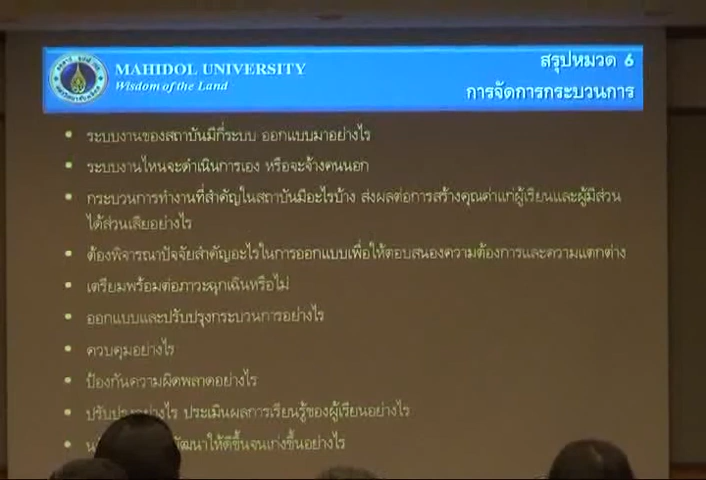 MAHIDOL UNIVERSITY
Wisdom of the Land
สรุปหมวด 6
การจัดการกระบวนการ
• ระบบงานของสถาบันมีกี่ระบบ ออกแบบมาอย่างไร
• ระบบงานไหนจะดำเนินการเอง หรือจะจ้างคนนอก
• กระบวนการทำงานที่สำคัญในสถาบันมีอะไรบ้าง ส่งผลต่อการสร้างคุณค่าแก่ผู้เรียนและผู้มีส่วน
ได้ส่วนเสียอย่างไร
• ต้องพิจารณาปัจจัยสำคัญอะไรในการออกแบบเพื่อให้ตอบสนองความต้องการและความแตกต่าง
• เตรียมพร้อมต่อภาวะฉุกเฉินหรือไม่
• ออกแบบและปรับปรุงกระบวนการอย่างไร
• ควบคุมอย่างไร
• ป้องกันความผิดพลาดอย่างไร
• ปรับปรุงอย่างไร ประเมินผลการเรียนรู้ของผู้เรียนอย่างไร
• พัฒนาให้ดีขึ้นจนเก่งขึ้นอย่างไร